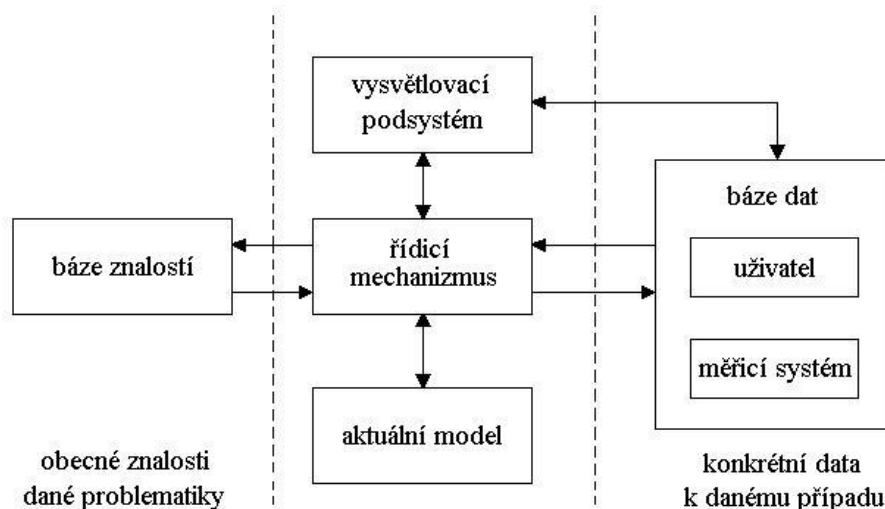 vysvětlovací
podsystém
báze dat
báze znalostí
řídicí
mechanizmus
uživatel
měřicí systém
aktuální model
obecné znalosti
dané problematiky
konkrétní data
k danému případu